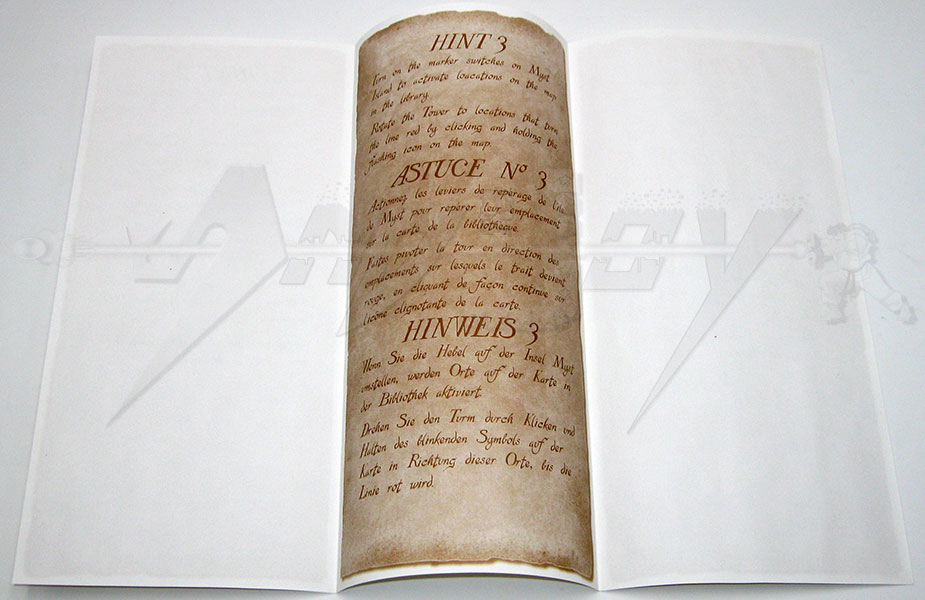 HINT 3
Turn on the marker switches on Myst
Island to activate loacations on the map
in the library.
Rotate the Tower to locations that turn
the line red by clicking and holding the
flashing icon on the map.
ASTUCE Nº 3
Actionnez les leviers de repérage de l'île
de Myst pour repérer leur emplacement
sur la carte de la bibliothèque.
Faites pivoter la tour en direction des
emplacements sur lesquels le trait devient
rouge, en cliquant de façon continue sur
l'icône clignotante de la carte.
HINWEIS 3
Wenn Sie die Hebel auf der Insel Myst
umstellen, werden Orte auf der Karte in
der Bibliothek aktiviert.
Drehen Sie den Turm durch Klicken und
Halten des blinkenden Symbols auf der
Karte in Richtung dieser Orte, bis die
Linie rot wird.